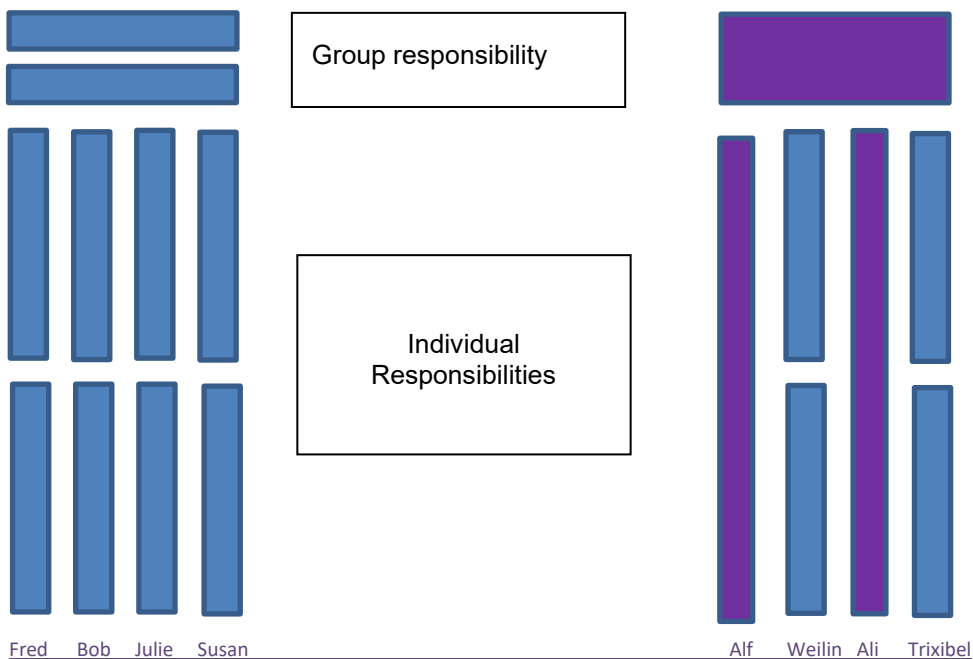 Group responsibility
Individual
Responsibilities
Fred Bob Julie Susan Alf Weilin Ali Trixibel